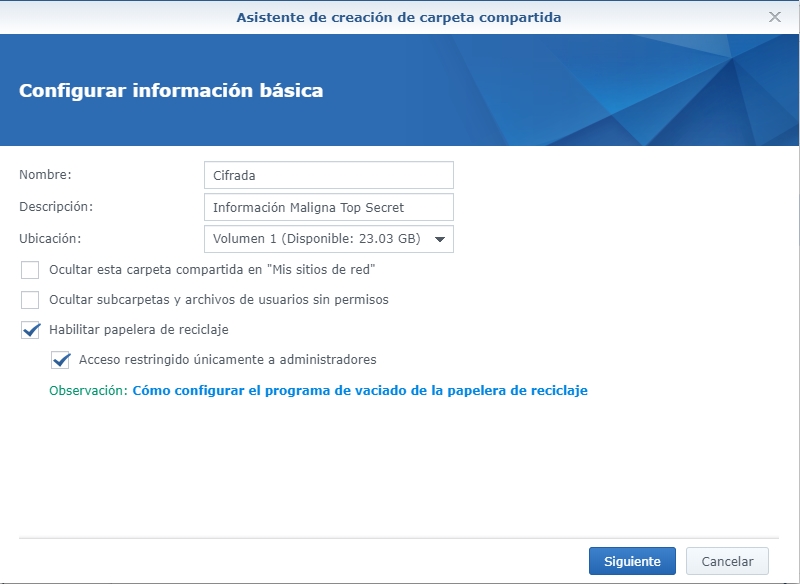 Asistente de creación de carpeta compartida
Configurar información básica
Nombre: Cifrada
Descripción: Información Maligna Top Secret
Ubicación: Volumen 1 (Disponible: 23.03 GB)
Ocultar esta carpeta compartida en "Mis sitios de red"
Ocultar subcarpetas y archivos de usuarios sin permisos
Habilitar papelera de reciclaje
Acceso restringido únicamente a administradores
Observación: Cómo configurar el programa de vaciado de la papelera de reciclaje
Siguiente Cancelar